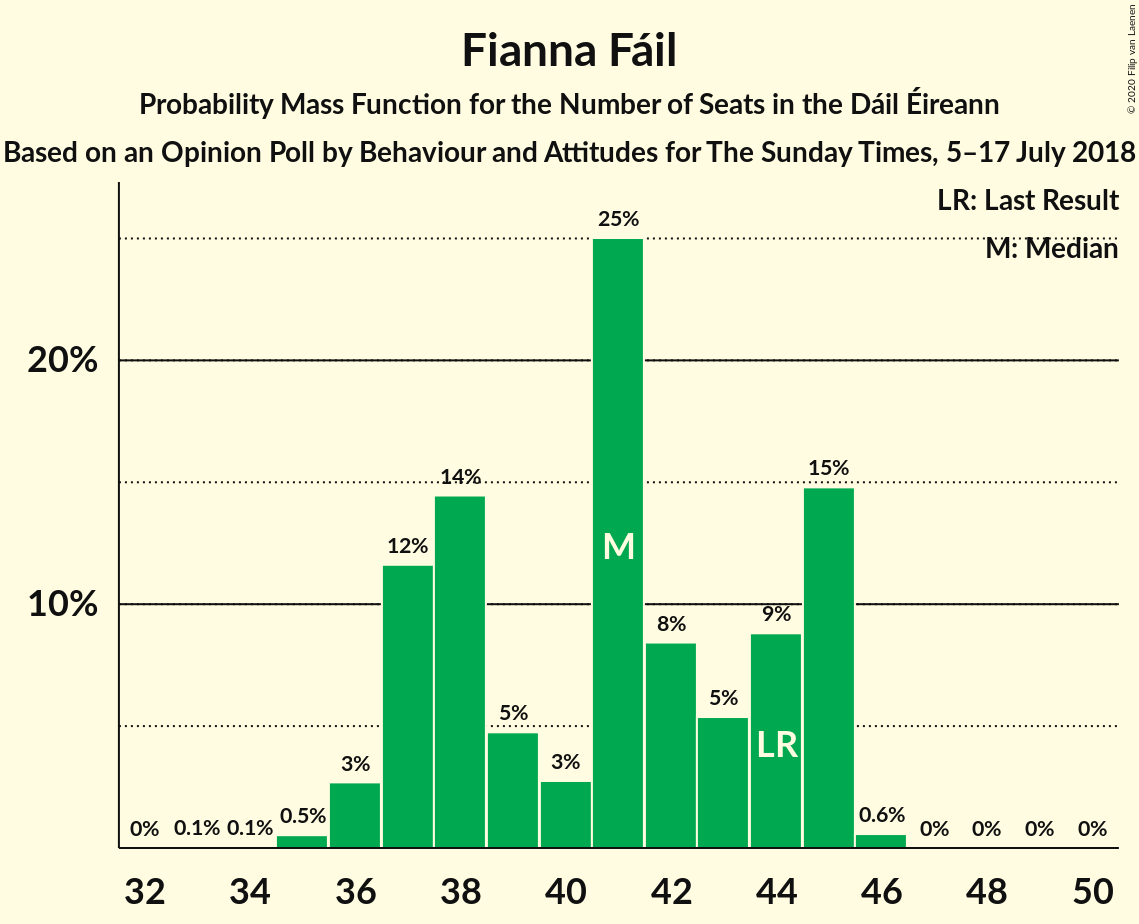 © 2020 Filip van Laenen
Fianna Fáil
Probability Mass Function for the Number of Seats in the Dáil Éireann
Based on an Opinion Poll by Behaviour and Attitudes for The Sunday Times, 5–17 July 2018
LR: Last Result
M: Median
20%
10%
0% 0.1% 0.1% 0.5% 3% 12% 14% 5% 3% 25% 8% 5% 9% 15% 0.6% 0% 0% 0% 0%
M
LR
32 34 36 38 40 42 44 46 48 50